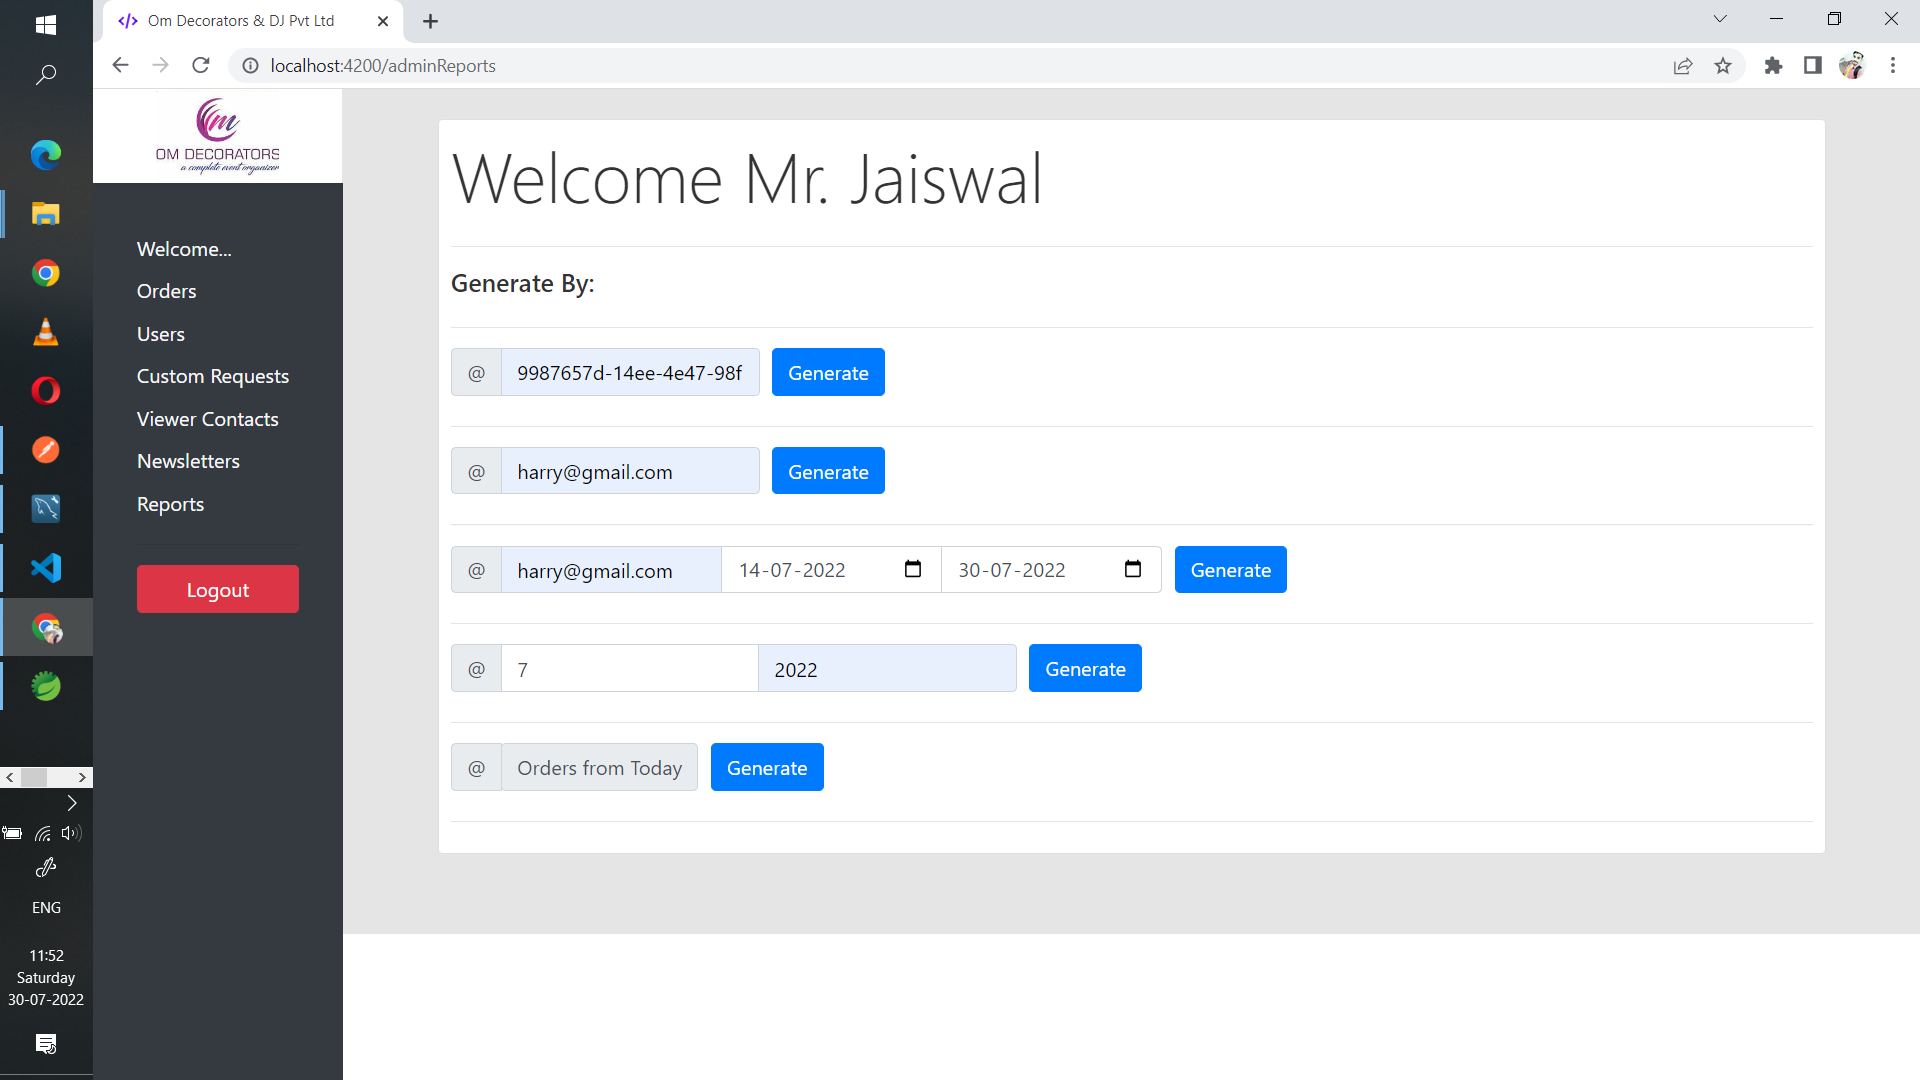 Om Decorators & DJ Pvt Ltd
localhost:4200/adminReports
m
OM DECORATORS
a complete event organizer
Welcome...
Orders
Users
Custom Requests
Viewer Contacts
Newsletters
Reports
Logout
Welcome Mr. Jaiswal
Generate By:
@ 9987657d-14ee-4e47-98f Generate
@ harry@gmail.com Generate
@ harry@gmail.com 14-07-2022 30-07-2022 Generate
@ 7 2022 Generate
@ Orders from Today Generate
ENG
11:52
Saturday
30-07-2022